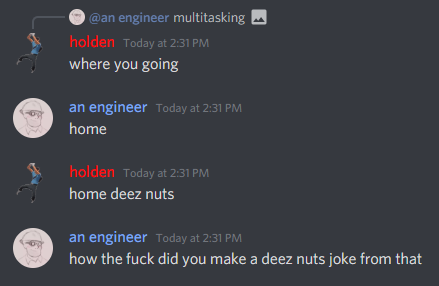 @an engineer multitasking
holden Today at 2:31 PM
where you going
an engineer Today at 2:31 PM
home
holden Today at 2:31 PM
home deez nuts
an engineer Today at 2:31 PM
how the fuck did you make a deez nuts joke from that